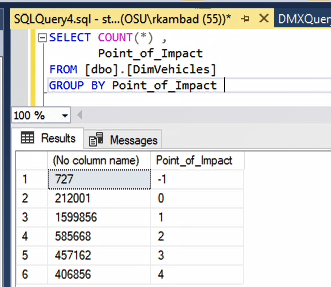 SQLQuery4.sql - st...(OSU\rkambad (55))*
DMXQuer
SELECT COUNT(*) ,
Point_of_Impact
FROM [dbo].[DimVehicles]
GROUP BY Point_of_Impact
100 %
Results Messages
(No column name) Point_of_Impact
1 727 -1
2 212001 0
3 1599856 1
4 585668 2
5 457162 3
6 406856 4